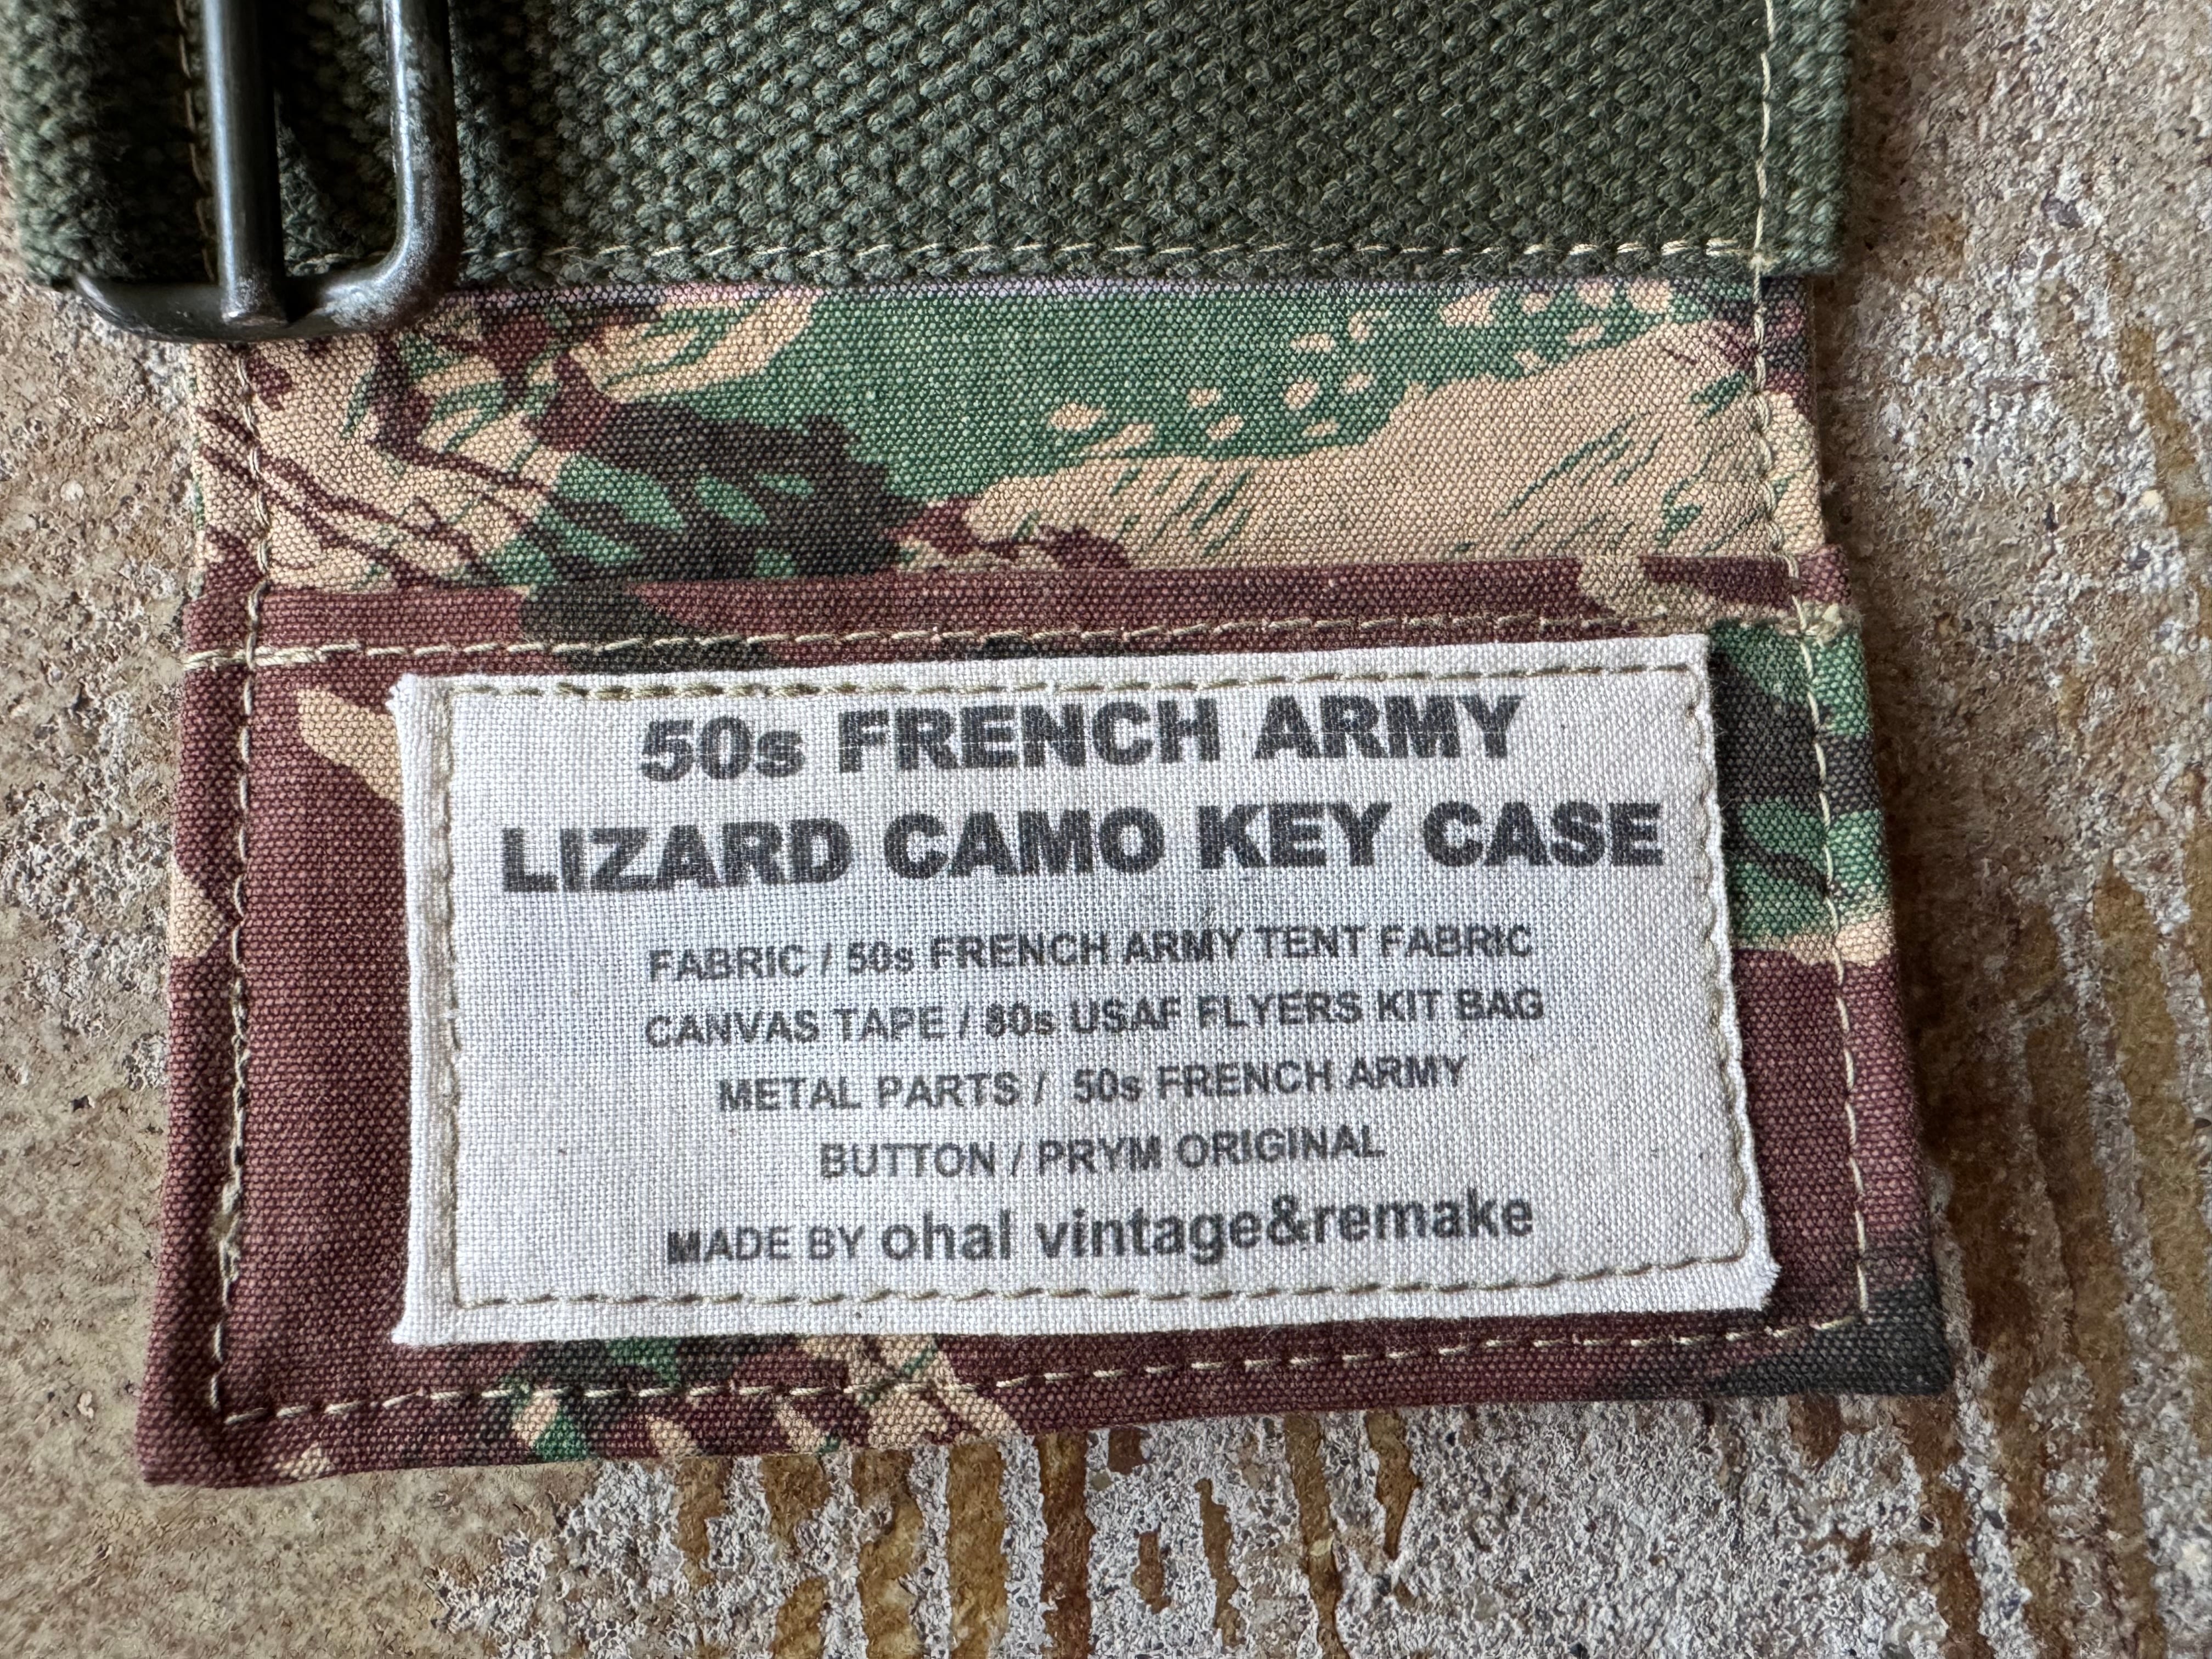 50s FRENCH ARMY
LIZARD CAMO KEY CASE
FABRIC / 50s FRENCH ARMY TENT FABRIC
CANVAS TAPE / 80s USAF FLYERS KIT BAG
METAL PARTS / 50s FRENCH ARMY
BUTTON / PRYM ORIGINAL
MADE BY ohal vintage&remake